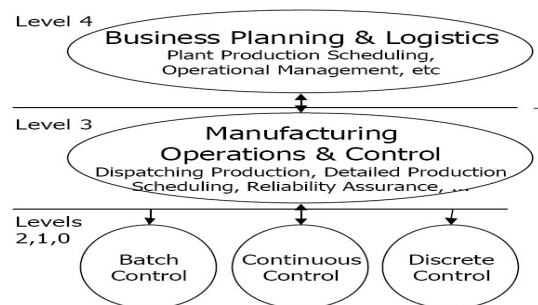 Level 4
Business Planning & Logistics
Plant Production Scheduling,
Operational Management, etc
Level 3
Manufacturing
Operations & Control
Dispatching Production, Detailed Production
Scheduling, Reliability Assurance, ...
Levels
2,1,0
Batch
Control
Continuous
Control
Discrete
Control